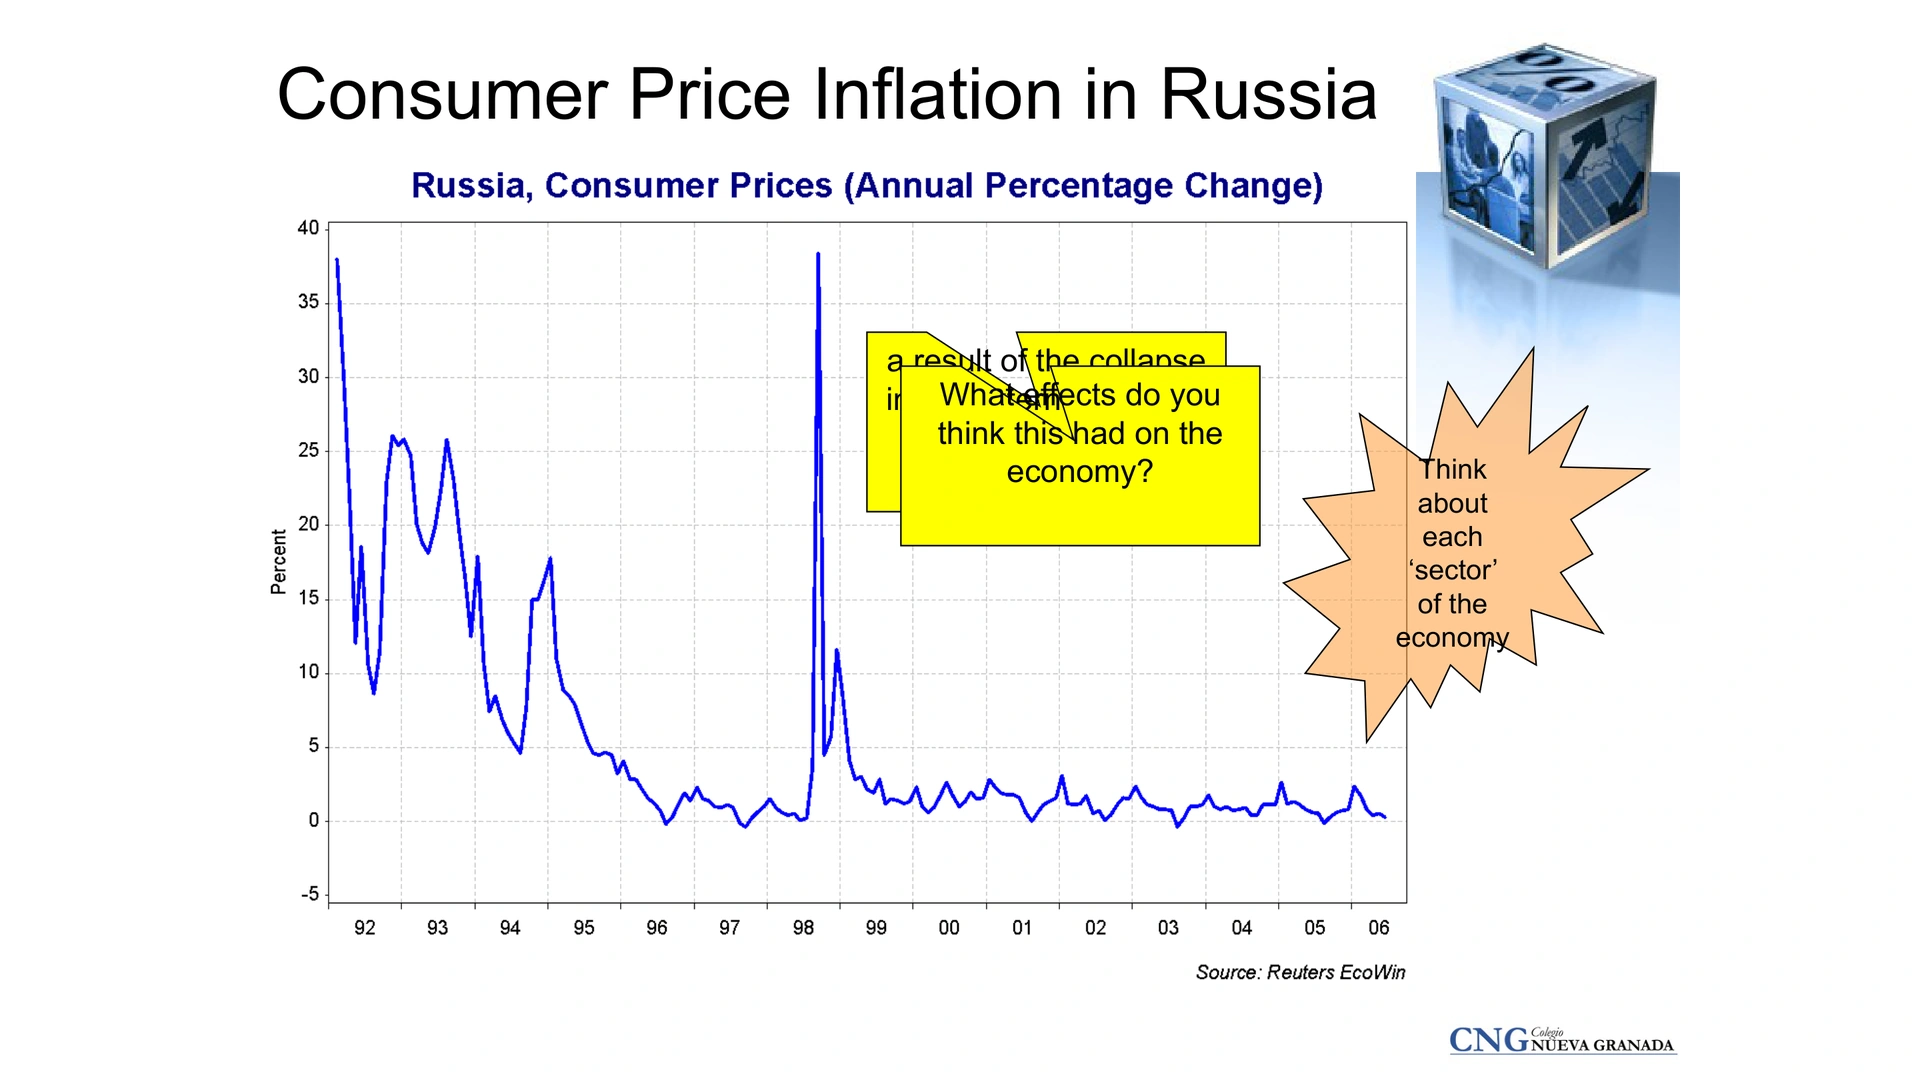 Consumer Price Inflation in Russia
%
Russia, Consumer Prices (Annual Percentage Change)
40
35
30
25
20
15
10
5
0
-5
Percent
a result of the collapse
in
What effects do you
think this had on the
economy?
Think
about
each
‘sector’
of the
economy
92 93 94 95 96 97 98 99 00 01 02 03 04 05 06
Source: Reuters EcoWin
CNG Colegio
NUEVA GRANADA